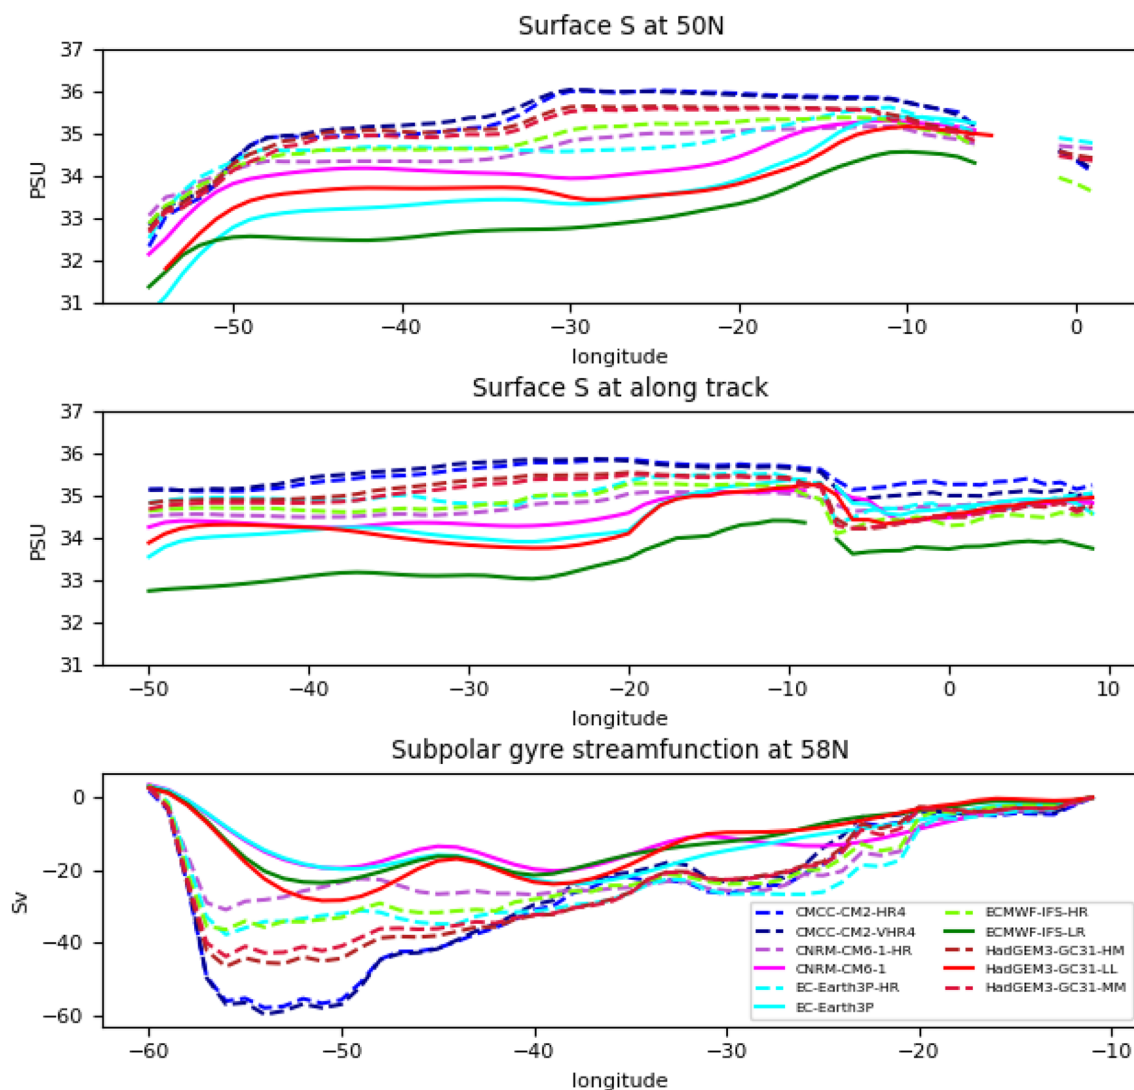 Surface S at 50N
37
36
35
34
33
32
31
PSU
−50
−40
−30
−20
−10
0
longitude
Surface S at along track
37
36
35
34
33
32
31
PSU
−50
−40
−30
−20
−10
0
10
longitude
Subpolar gyre streamfunction at 58N
0
−20
−40
−60
Sv
CMCC-CM2-HR4
CMCC-CM2-VHR4
CNRM-CM6-1-HR
CNRM-CM6-1
EC-Earth3P-HR
EC-Earth3P
ECMWF-IFS-HR
ECMWF-IFS-LR
HadGEM3-GC31-HM
HadGEM3-GC31-LL
HadGEM3-GC31-MM
−60
−50
−40
−30
−20
−10
longitude